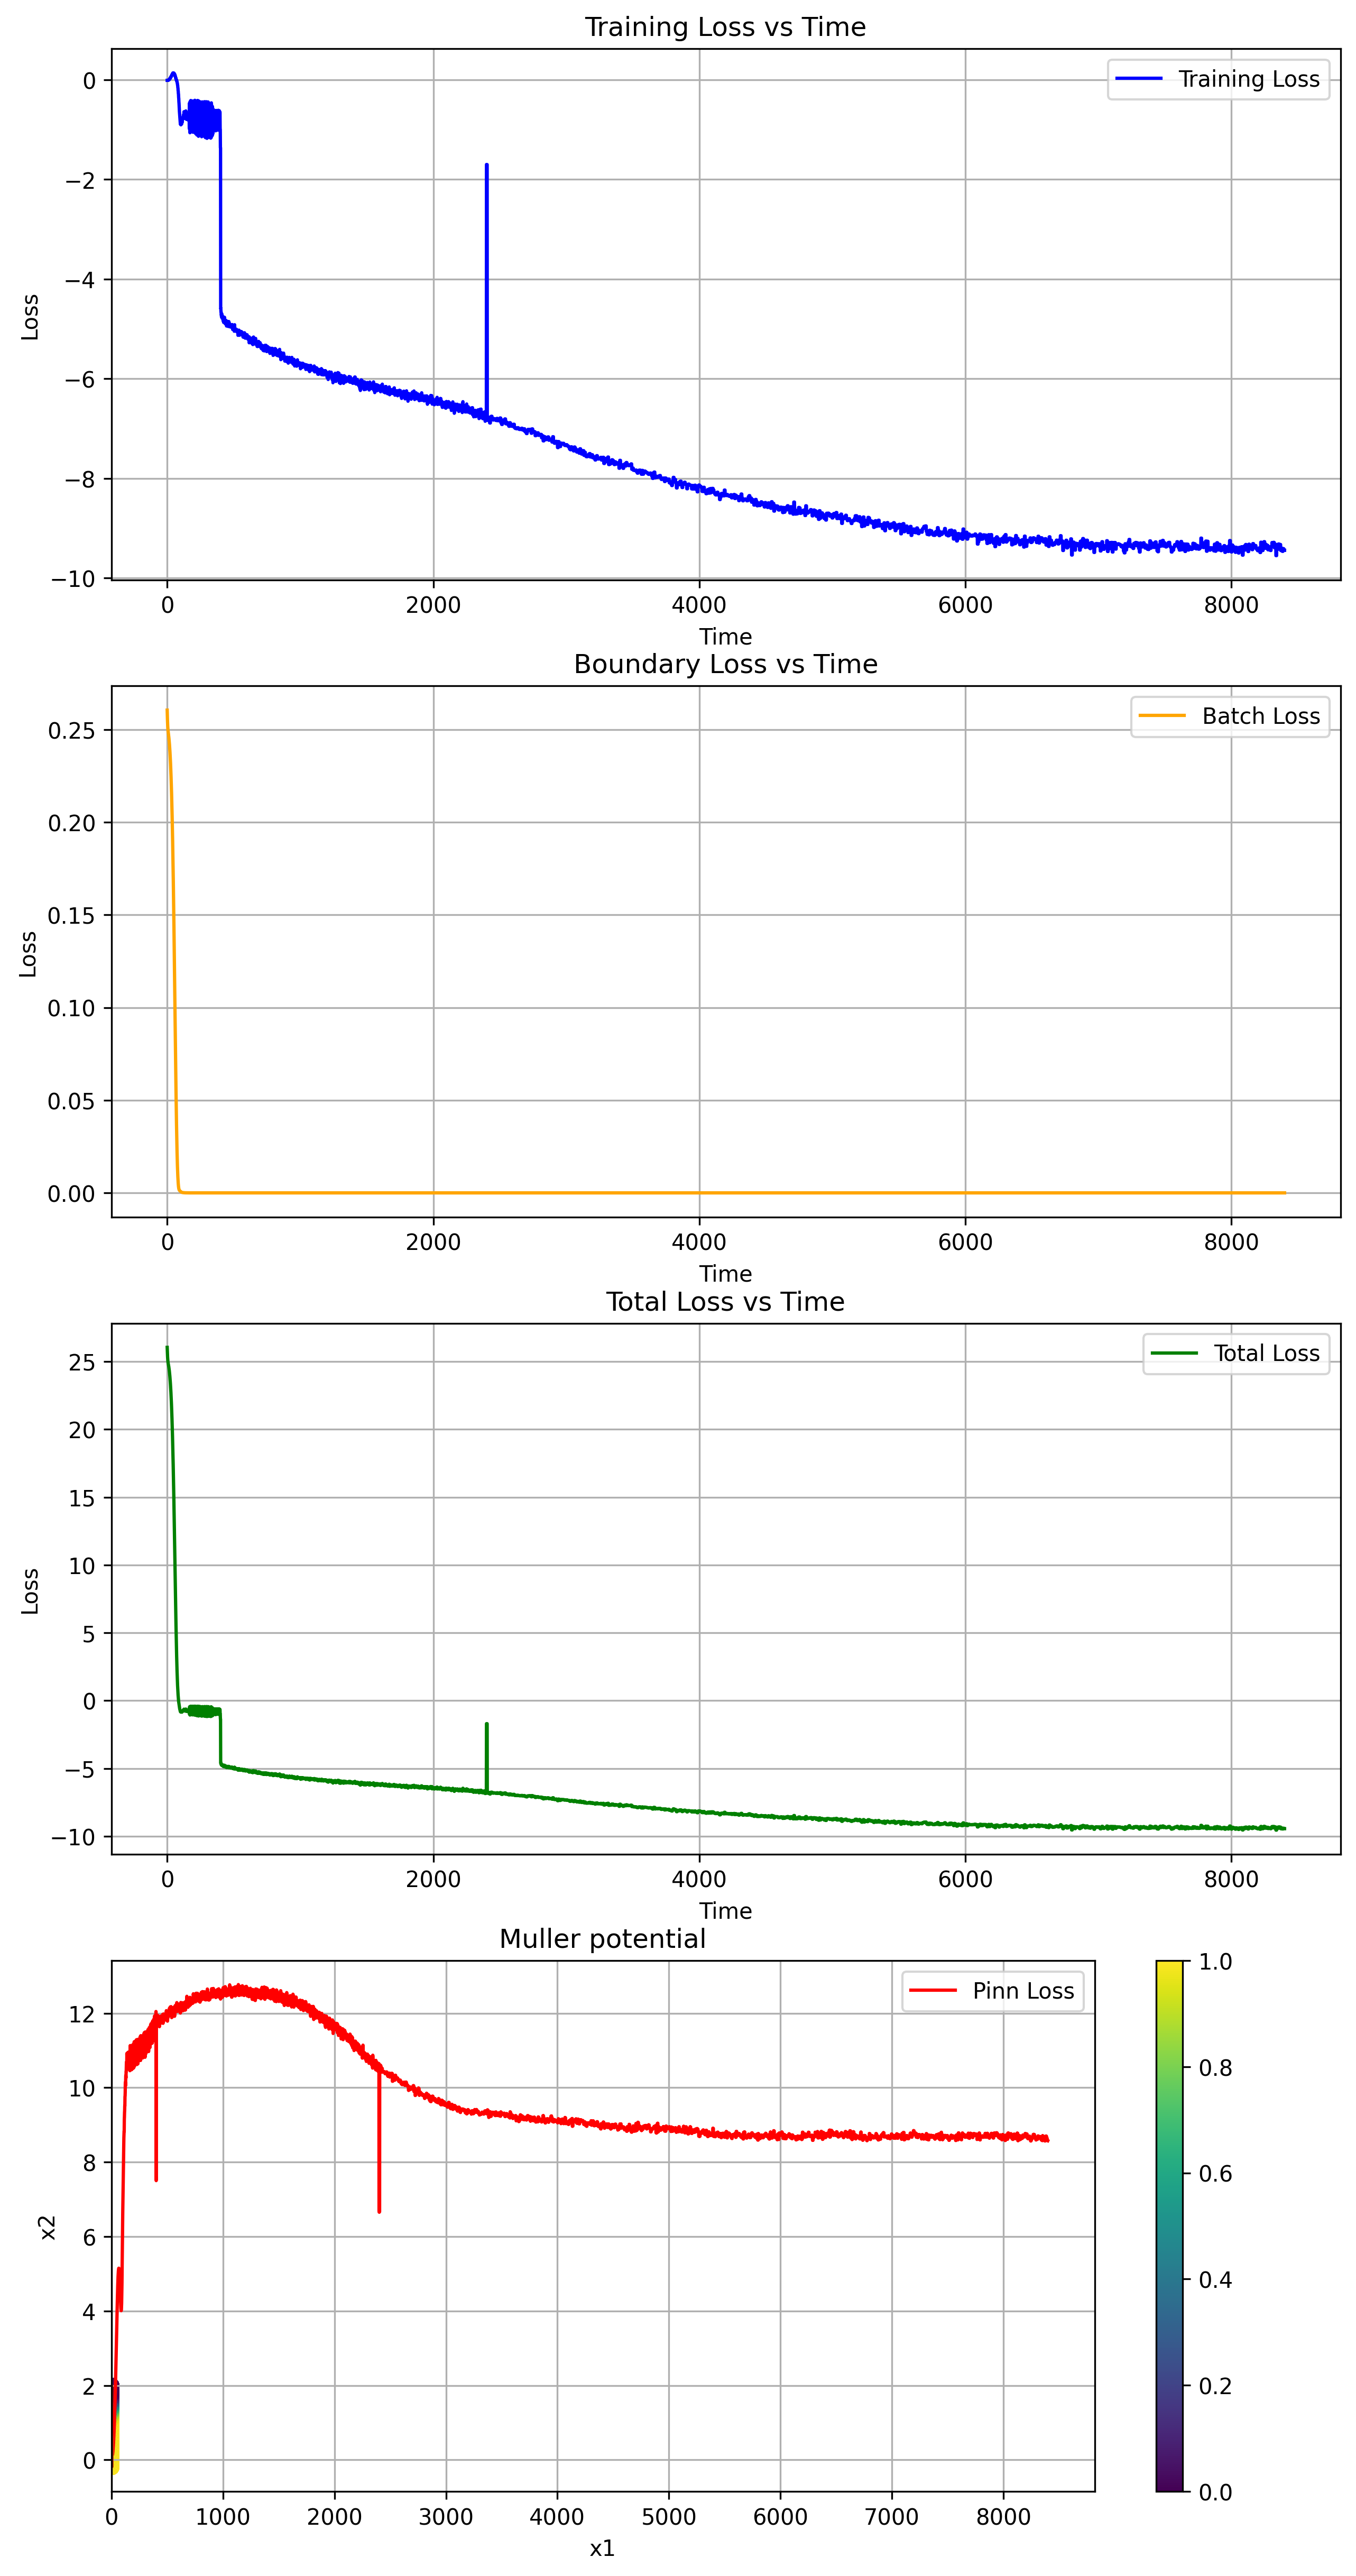 Training Loss vs Time
Training Loss
0
−2
−4
−6
−8
−10
Loss
0 2000 4000 6000 8000
Time
Boundary Loss vs Time
Batch Loss
0.25
0.20
0.15
0.10
0.05
0.00
Loss
0 2000 4000 6000 8000
Time
Total Loss vs Time
Total Loss
25
20
15
10
5
0
−5
−10
Loss
0 2000 4000 6000 8000
Time
Muller potential
Pinn Loss
12
10
8
6
4
2
0
x2
0 1000 2000 3000 4000 5000 6000 7000 8000
x1
1.0
0.8
0.6
0.4
0.2
0.0